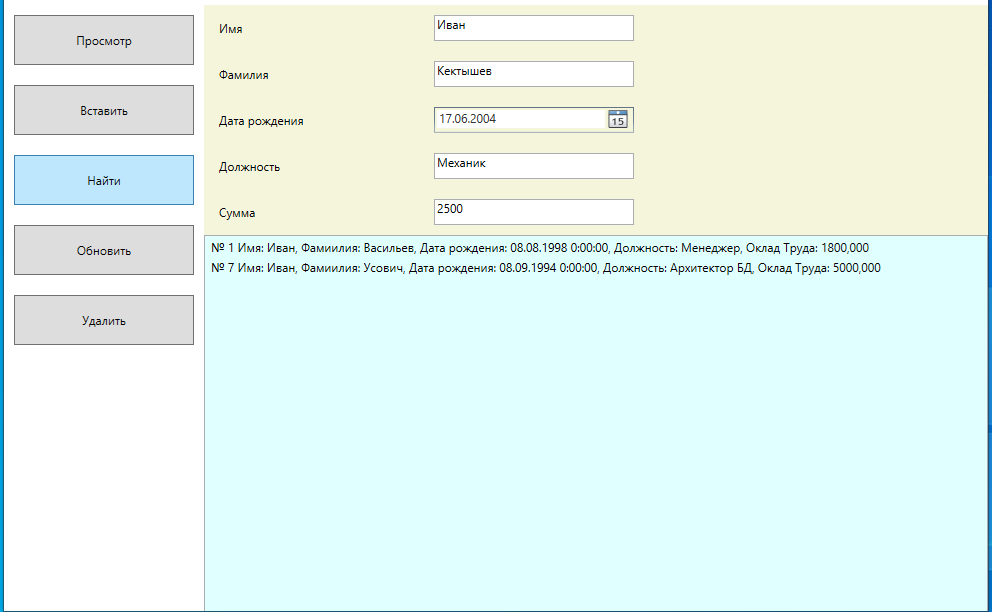 Просмотр
Вставить
Найти
Обновить
Удалить
Имя Иван
Фамилия Кектышев
Дата рождения 17.06.2004 15
Должность Механик
Сумма 2500
№ 1 Имя: Иван, Фамиилия: Васильев, Дата рождения: 08.08.1998 0:00:00, Должность: Менеджер, Оклад Труда: 1800,000
№ 7 Имя: Иван, Фамиилия: Усович, Дата рождения: 08.09.1994 0:00:00, Должность: Архитектор БД, Оклад Труда: 5000,000